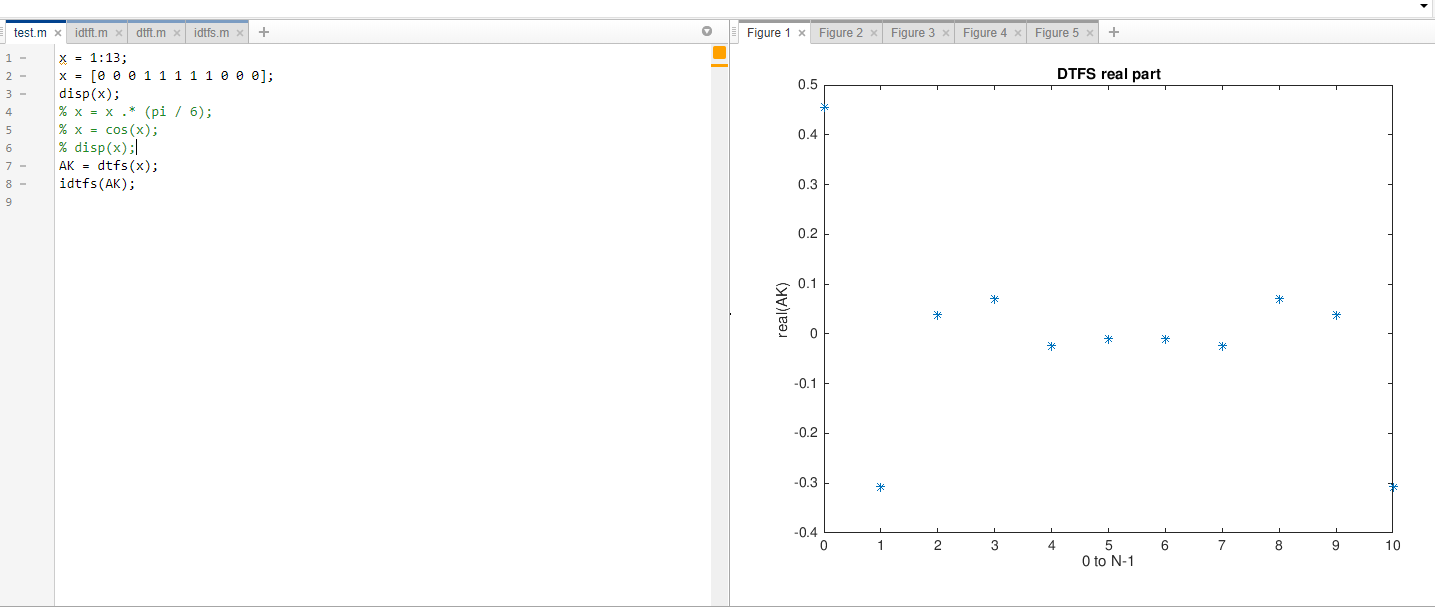 test.m × idtft.m × dtft.m × idtfs.m × +
1 – x = 1:13;
2 – x = [0 0 0 1 1 1 1 1 0 0 0];
3 – disp(x);
4 % x = x .* (pi / 6);
5 % x = cos(x);
6 % disp(x);
7 – AK = dtfs(x);
8 – idtfs(AK);
9
Figure 1 × Figure 2 × Figure 3 × Figure 4 × Figure 5 × +
DTFS real part
0.5
0.4
0.3
0.2
0.1
0
-0.1
-0.2
-0.3
-0.4
real(AK)
0 1 2 3 4 5 6 7 8 9 10
0 to N-1